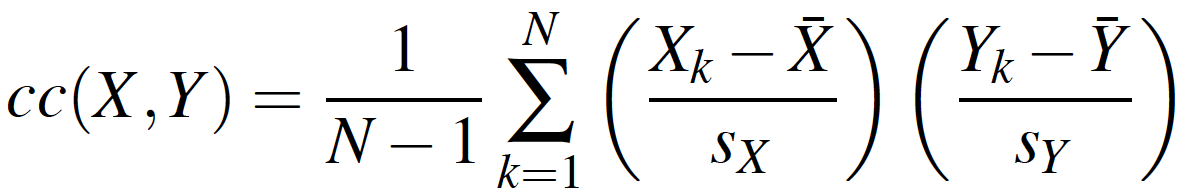 cc(X,Y) = \frac{1}{N-1} \sum_{k=1}^{N} \left( \frac{X_k - \bar{X}}{s_X} \right) \left( \frac{Y_k - \bar{Y}}{s_Y} \right)